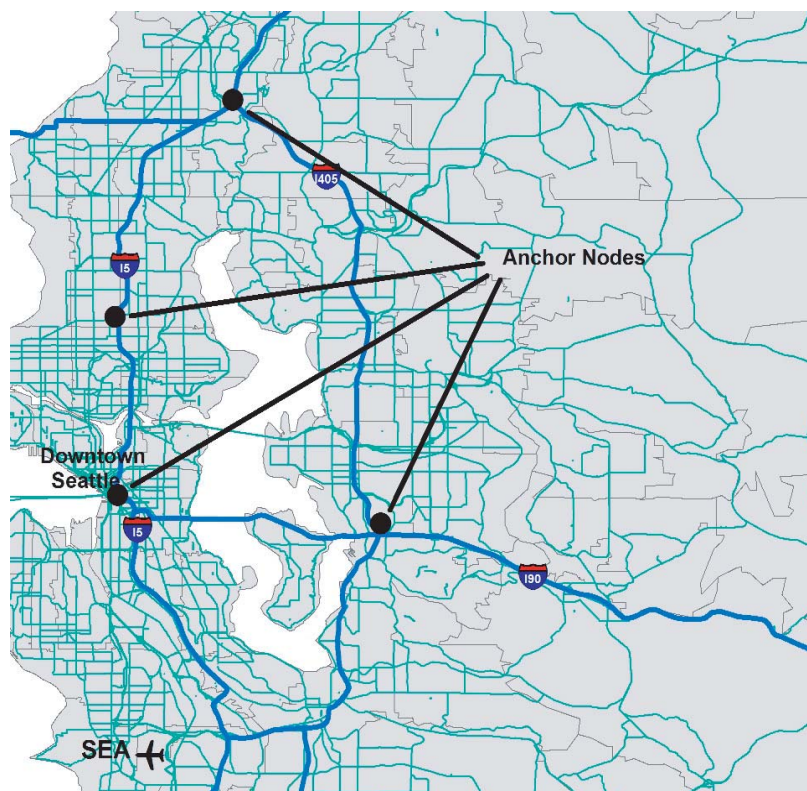 I405
Anchor Nodes
I5
Downtown
Seattle
I5
I90
SEA